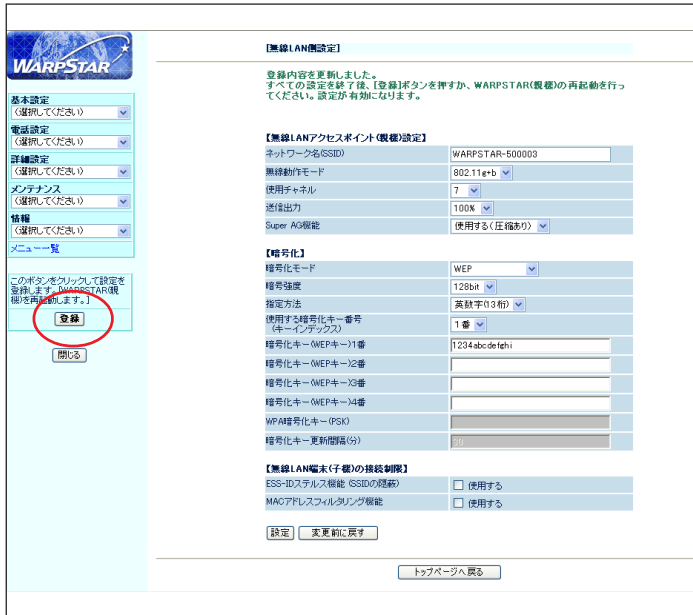 WARPSTAR
基本設定
(選択してください)
電話設定
(選択してください)
詳細設定
(選択してください)
メンテナンス
(選択してください)
情報
(選択してください)
メニュー一覧
このボタンをクリックして設定を
登録します。[WARPSTAR(親
機)を再起動します。]
登録
閉じる
[無線LAN側設定]
登録内容を更新しました。
すべての設定を終了後、[登録]ボタンを押すか、WARPSTAR(親機)の再起動を行っ
てください。設定が有効になります。
【無線LANアクセスポイント(親機)設定】
ネットワーク名(SSID) WARPSTAR-500003
無線動作モード 802.11g+b
使用チャネル 7
送信出力 100%
Super AG機能 使用する(圧縮あり)
【暗号化】
暗号化モード WEP
暗号強度 128bit
指定方法 英数字(13桁)
使用する暗号化キー番号
(キーインデックス) 1番
暗号化キー(WEPキー)1番 1234abcdefghi
暗号化キー(WEPキー)2番
暗号化キー(WEPキー)3番
暗号化キー(WEPキー)4番
WPA暗号化キー(PSK)
暗号化キー更新間隔(分) 30
【無線LAN端末(子機)の接続制限】
ESS-IDステルス機能(SSIDの隠蔽) 使用する
MACアドレスフィルタリング機能 使用する
設定 変更前に戻す
トップページへ戻る